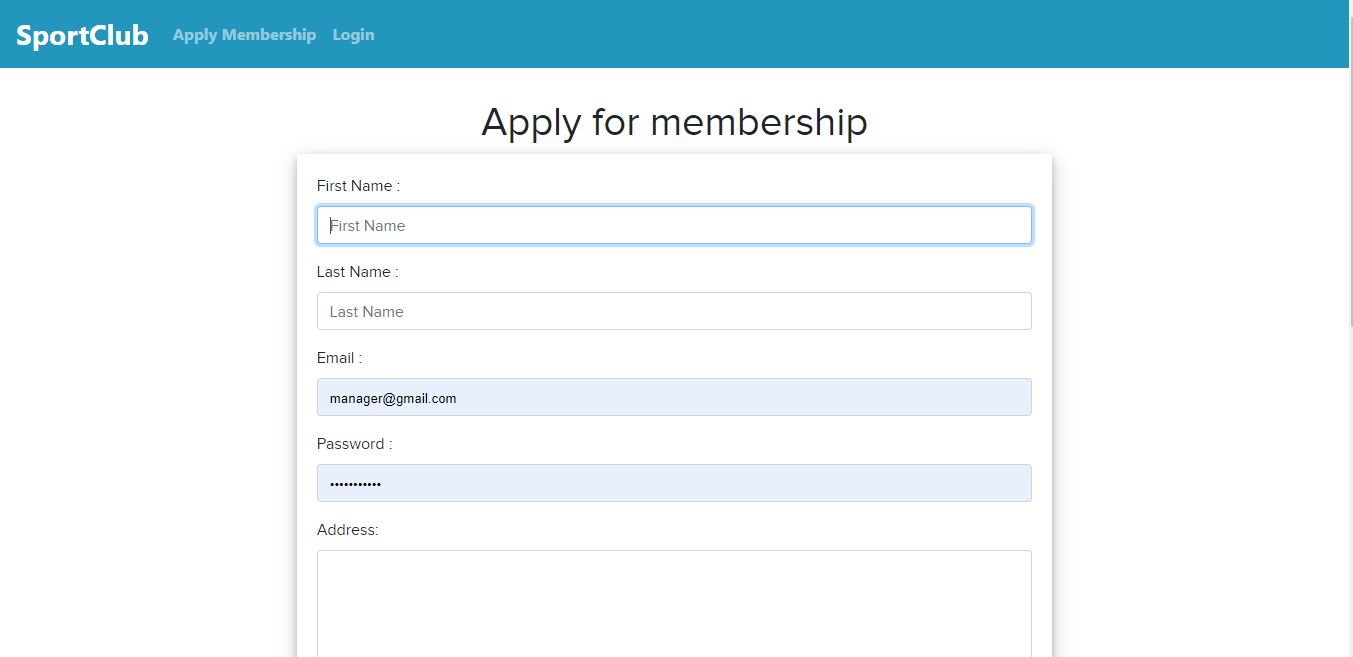 SportClub Apply Membership Login
Apply for membership
First Name :
First Name
Last Name :
Last Name
Email :
manager@gmail.com
Password :
•••••••••••
Address: